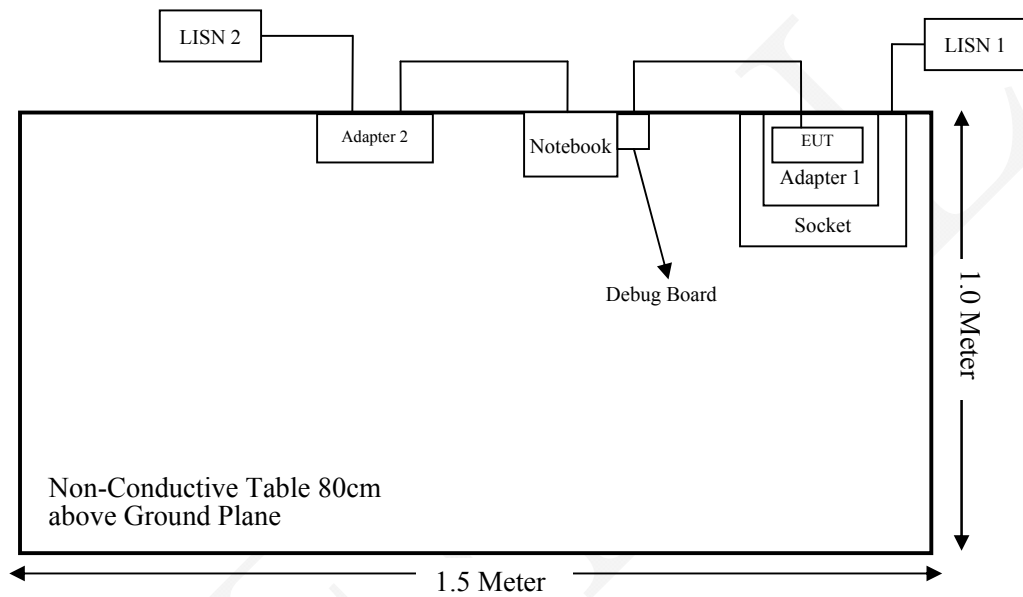 LISN 2
LISN 1
Adapter 2
Notebook
EUT
Adapter 1
Socket
Debug Board
1.0 Meter
Non-Conductive Table 80cm
above Ground Plane
1.5 Meter